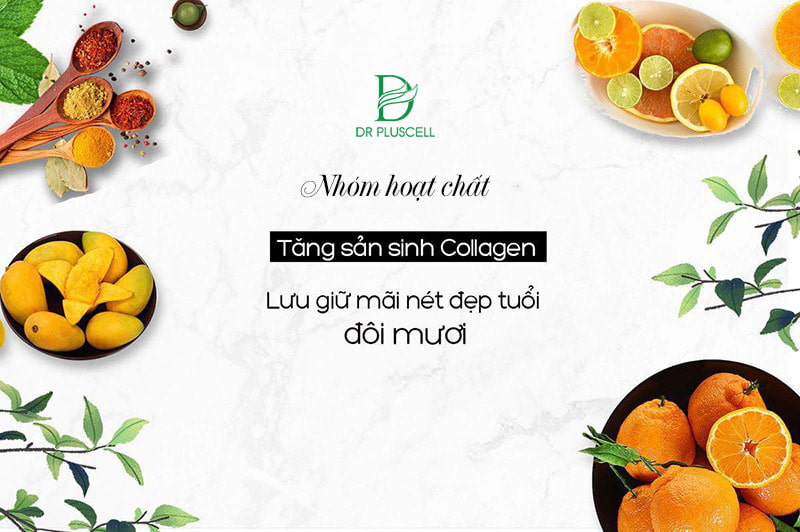 DR PLUSCELL
Nhóm hoạt chất
Tăng sản sinh Collagen
Lưu giữ mãi nét đẹp tuổi
đôi mươi